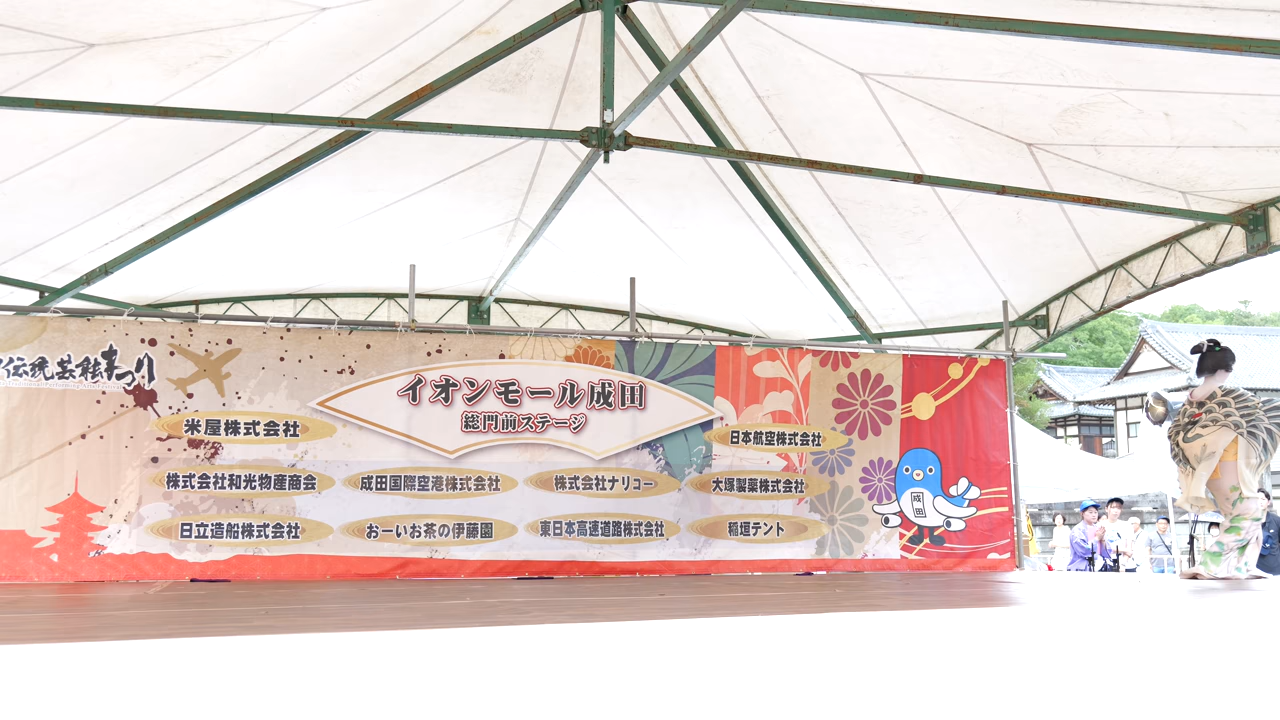 伝統芸能まつり
Traditional Performing Arts Festival
イオンモール成田
総門前ステージ
米屋株式会社
日本航空株式会社
株式会社和光物産商会
成田国際空港株式会社
株式会社ナリコー
大塚製薬株式会社
日立造船株式会社
おーいお茶の伊藤園
東日本高速道路株式会社
稲垣テント
成田